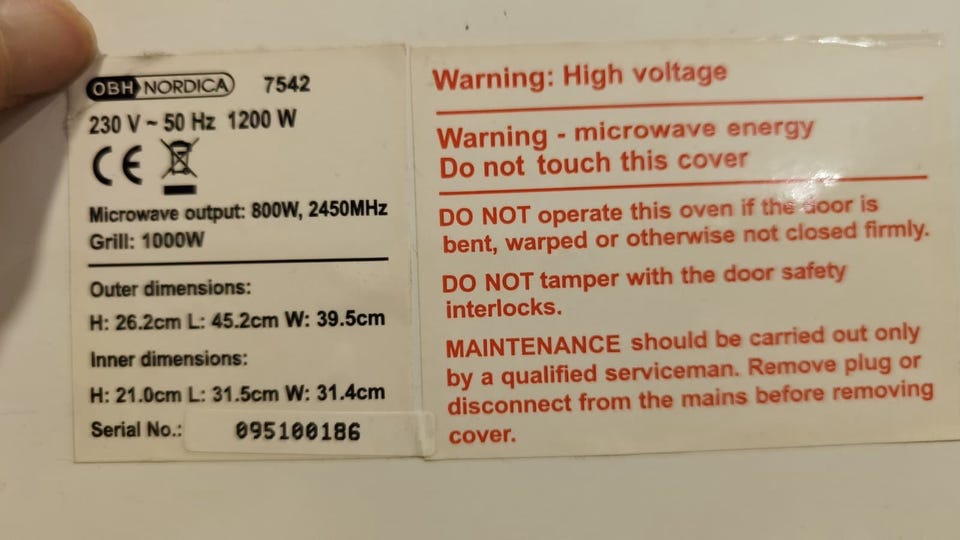 OBH NORDICA 7542
230 V ~ 50 Hz 1200 W
CE
Microwave output: 800W, 2450MHz
Grill: 1000W
Outer dimensions:
H: 26.2cm L: 45.2cm W: 39.5cm
Inner dimensions:
H: 21.0cm L: 31.5cm W: 31.4cm
Serial No.: 095100186
Warning: High voltage
Warning - microwave energy
Do not touch this cover
DO NOT operate this oven if the door is
bent, warped or otherwise not closed firmly.
DO NOT tamper with the door safety
interlocks.
MAINTENANCE should be carried out only
by a qualified serviceman. Remove plug or
disconnect from the mains before removing
cover.